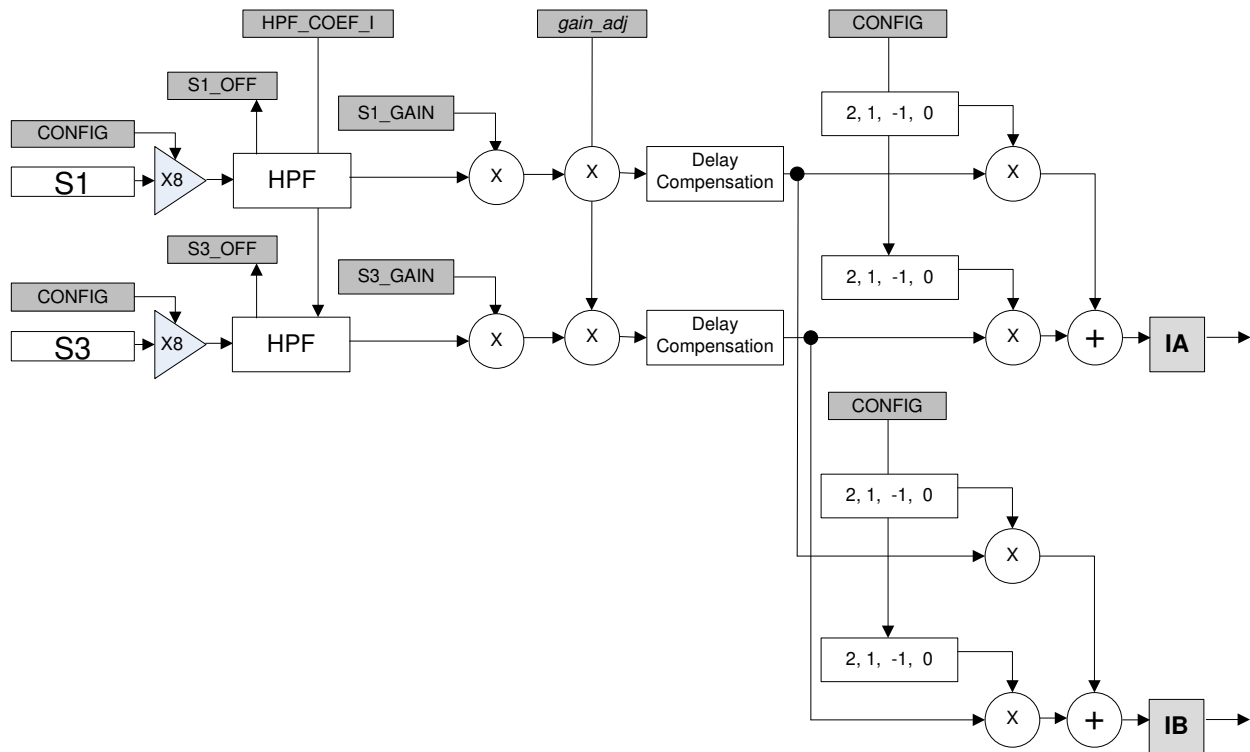 HPF_COEF_I
gain_adj
CONFIG
S1_OFF
S1_GAIN
2, 1, -1, 0
CONFIG
S1
X8
HPF
X
X
Delay
Compensation
X
S3_OFF
S3_GAIN
2, 1, -1, 0
CONFIG
S3
X8
HPF
X
X
Delay
Compensation
X
+
IA
CONFIG
2, 1, -1, 0
X
2, 1, -1, 0
X
+
IB